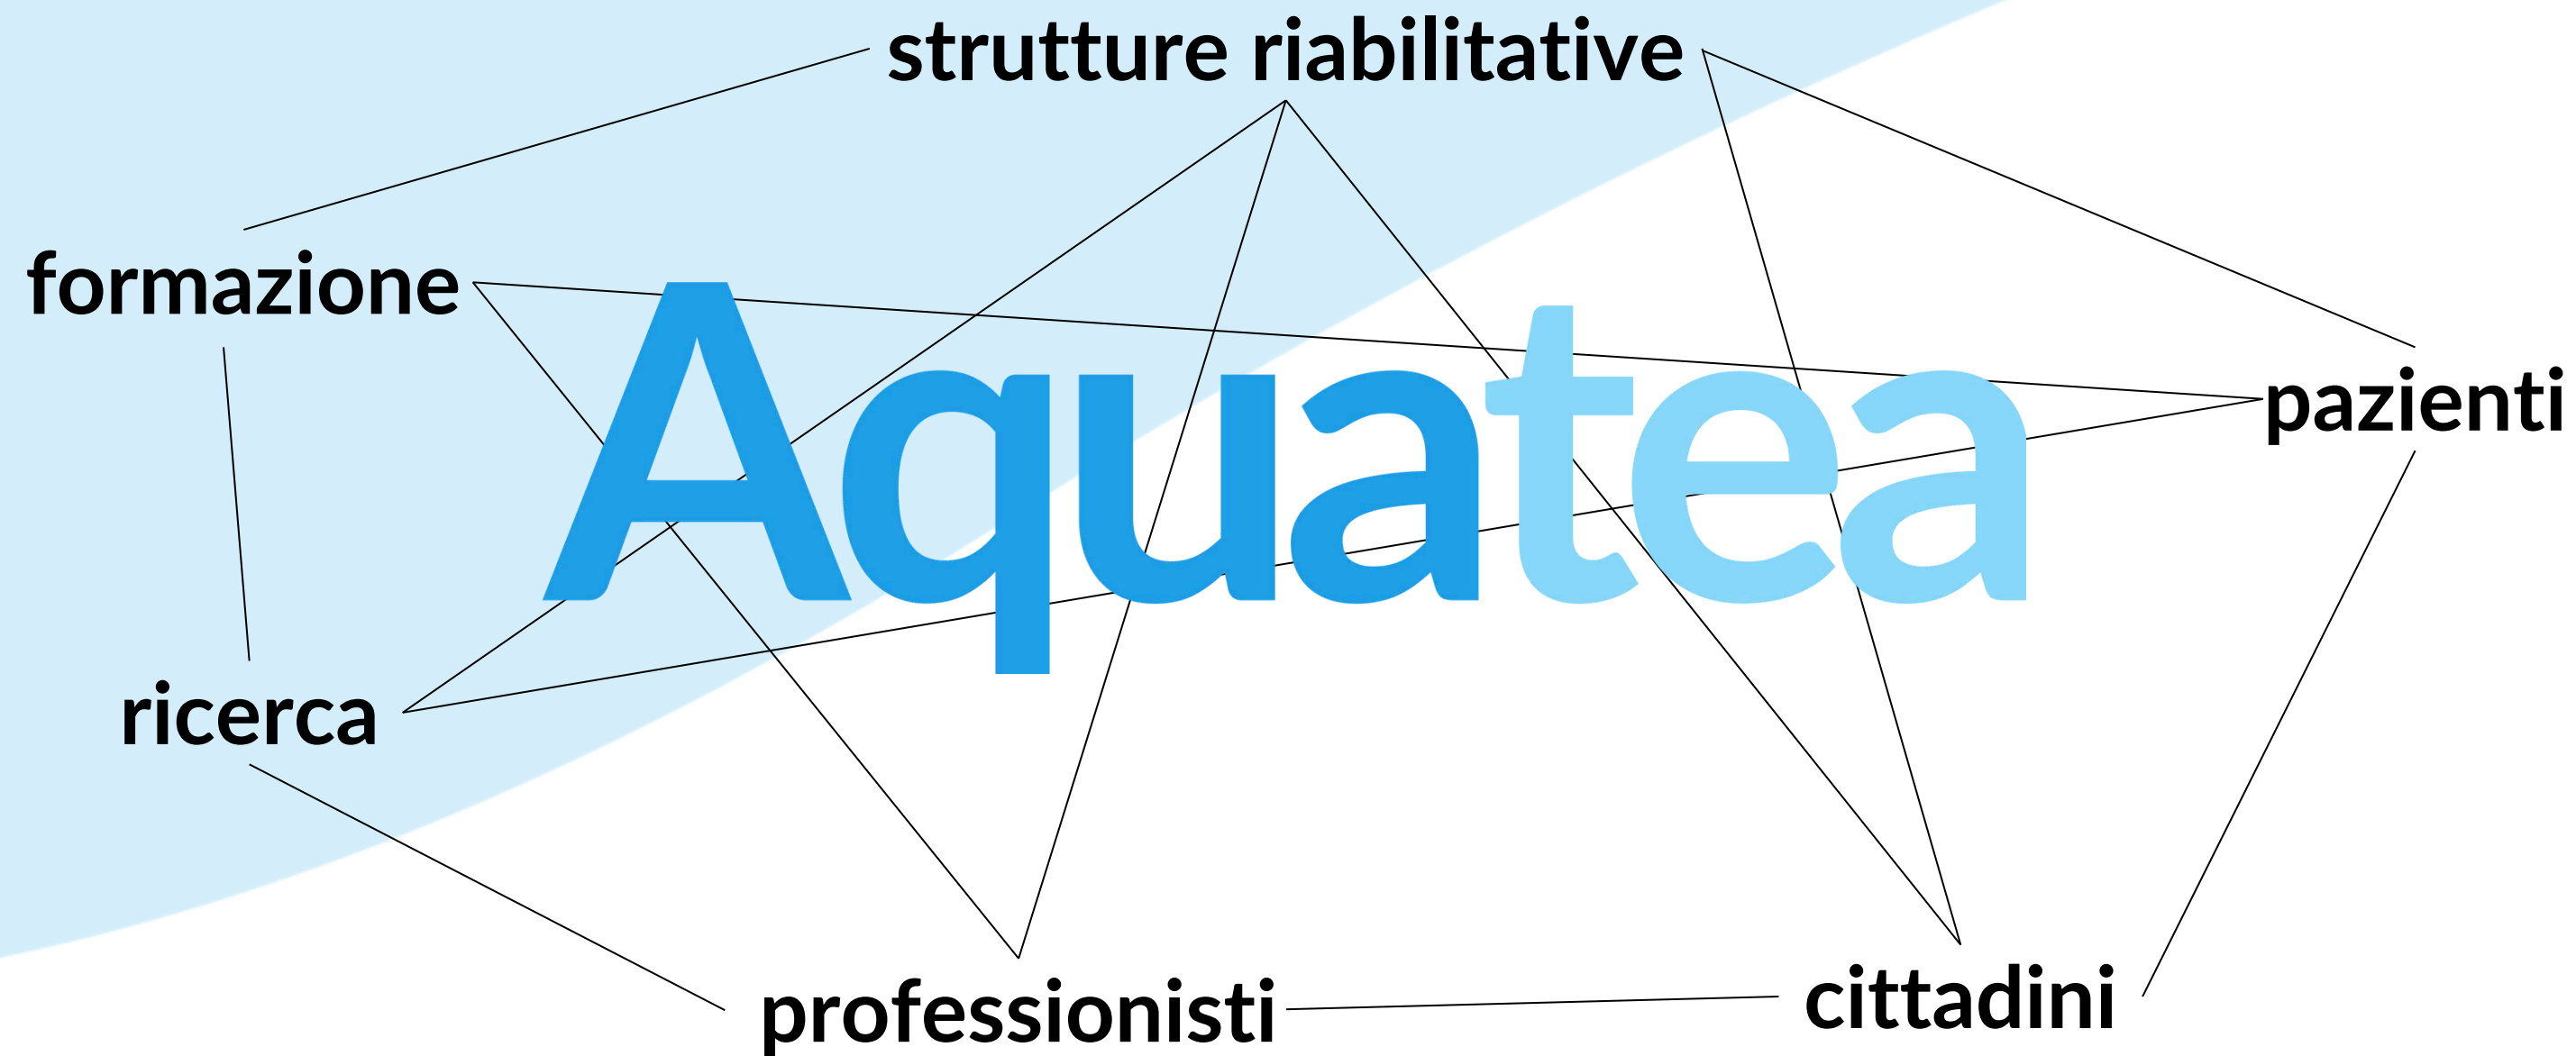 strutture riabilitative
formazione
Aquatea
pazienti
ricerca
professionisti
cittadini